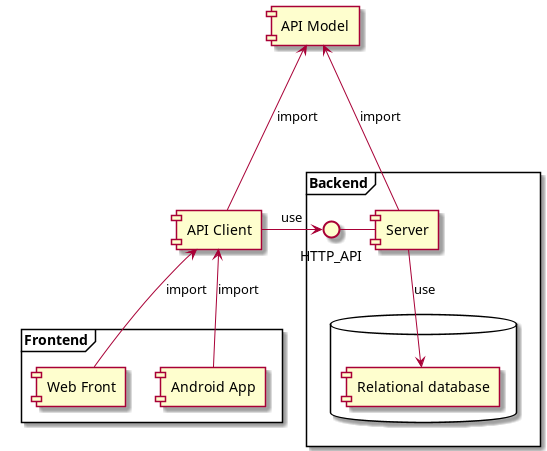 API Model
import
import
Backend
API Client
use
Server
HTTP_API
import
import
use
Frontend
Web Front
Android App
Relational database